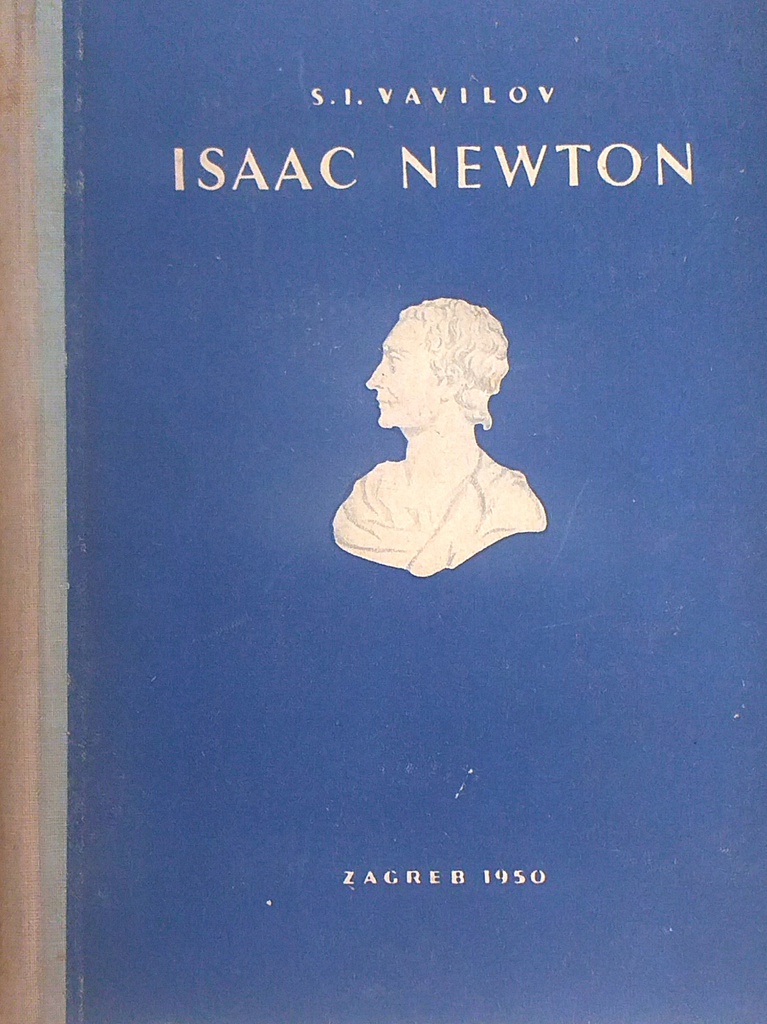 S. I. VAVILOV
ISAAC NEWTON
ZAGREB 1950